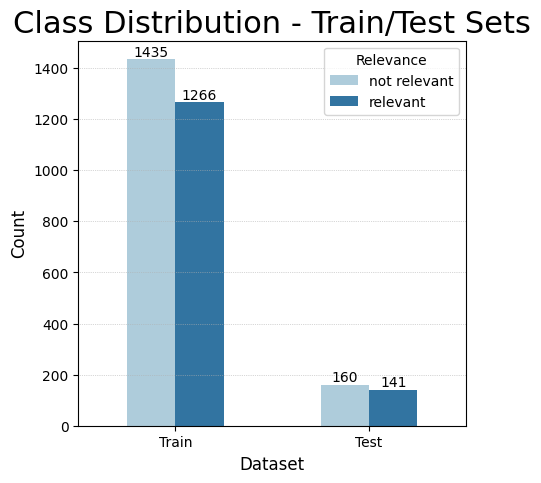 Class Distribution - Train/Test Sets
1435
1266
160
141
Relevance
not relevant
relevant
1400
1200
1000
800
600
400
200
0
Count
Train
Test
Dataset